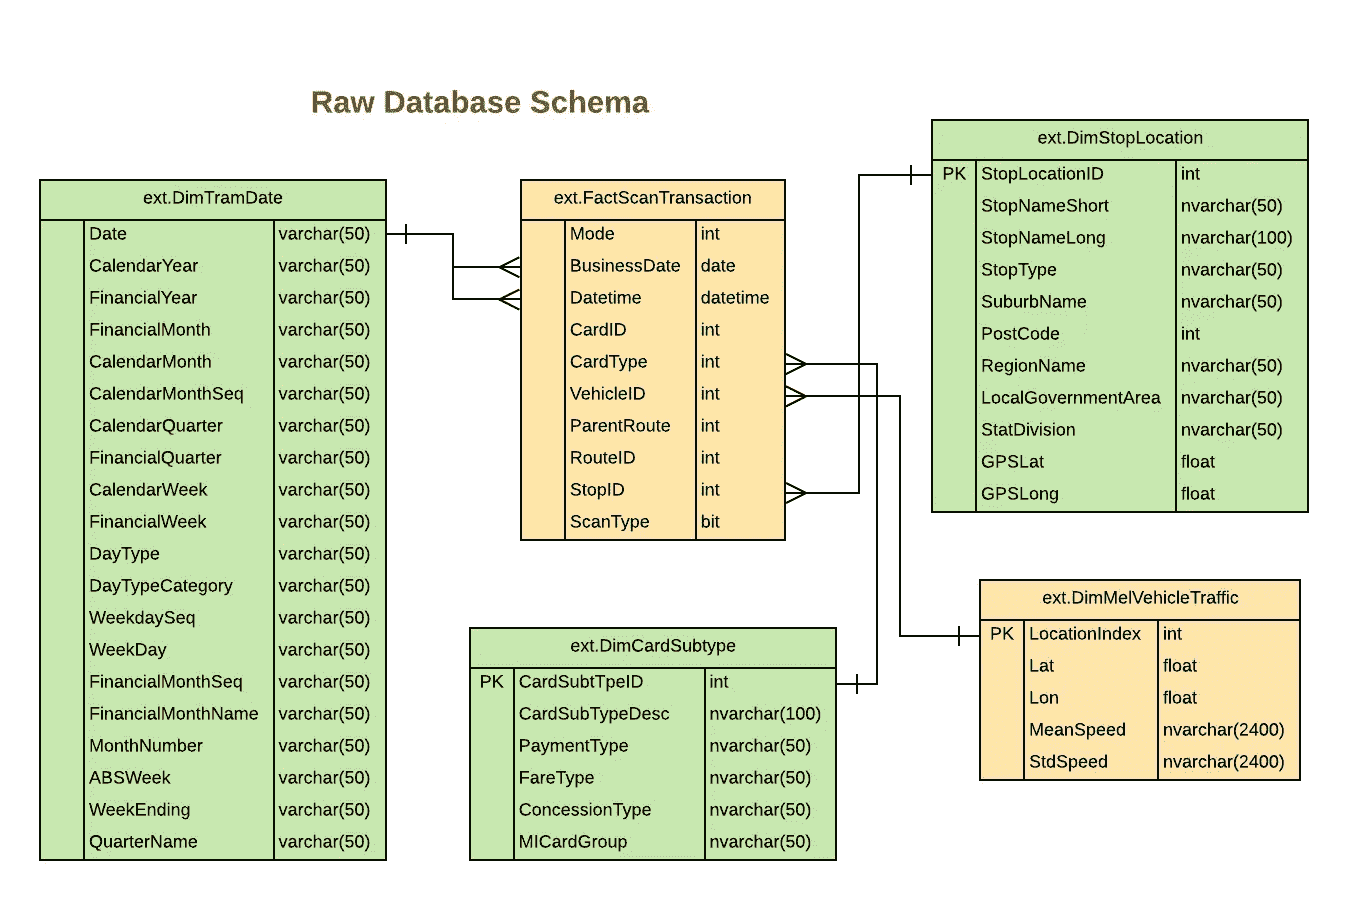 Raw Database Schema
ext.DimTramDate
Date varchar(50)
CalendarYear varchar(50)
FinancialYear varchar(50)
FinancialMonth varchar(50)
CalendarMonth varchar(50)
CalendarMonthSeq varchar(50)
CalendarQuarter varchar(50)
FinancialQuarter varchar(50)
CalendarWeek varchar(50)
FinancialWeek varchar(50)
DayType varchar(50)
DayTypeCategory varchar(50)
WeekdaySeq varchar(50)
WeekDay varchar(50)
FinancialMonthSeq varchar(50)
FinancialMonthName varchar(50)
MonthNumber varchar(50)
ABSWeek varchar(50)
WeekEnding varchar(50)
QuarterName varchar(50)
ext.FactScanTransaction
Mode int
BusinessDate date
Datetime datetime
CardID int
CardType int
VehicleID int
ParentRoute int
RouteID int
StopID int
ScanType bit
ext.DimCardSubtype
PK CardSubtTpeID int
CardSubTypeDesc nvarchar(100)
PaymentType nvarchar(50)
FareType nvarchar(50)
ConcessionType nvarchar(50)
MICardGroup nvarchar(50)
ext.DimStopLocation
PK StopLocationID int
StopNameShort nvarchar(50)
StopNameLong nvarchar(100)
StopType nvarchar(50)
SuburbName nvarchar(50)
PostCode int
RegionName nvarchar(50)
LocalGovernmentArea nvarchar(50)
StatDivision nvarchar(50)
GPSLat float
GPSLong float
ext.DimMelVehicleTraffic
PK LocationIndex int
Lat float
Lon float
MeanSpeed nvarchar(2400)
StdSpeed nvarchar(2400)